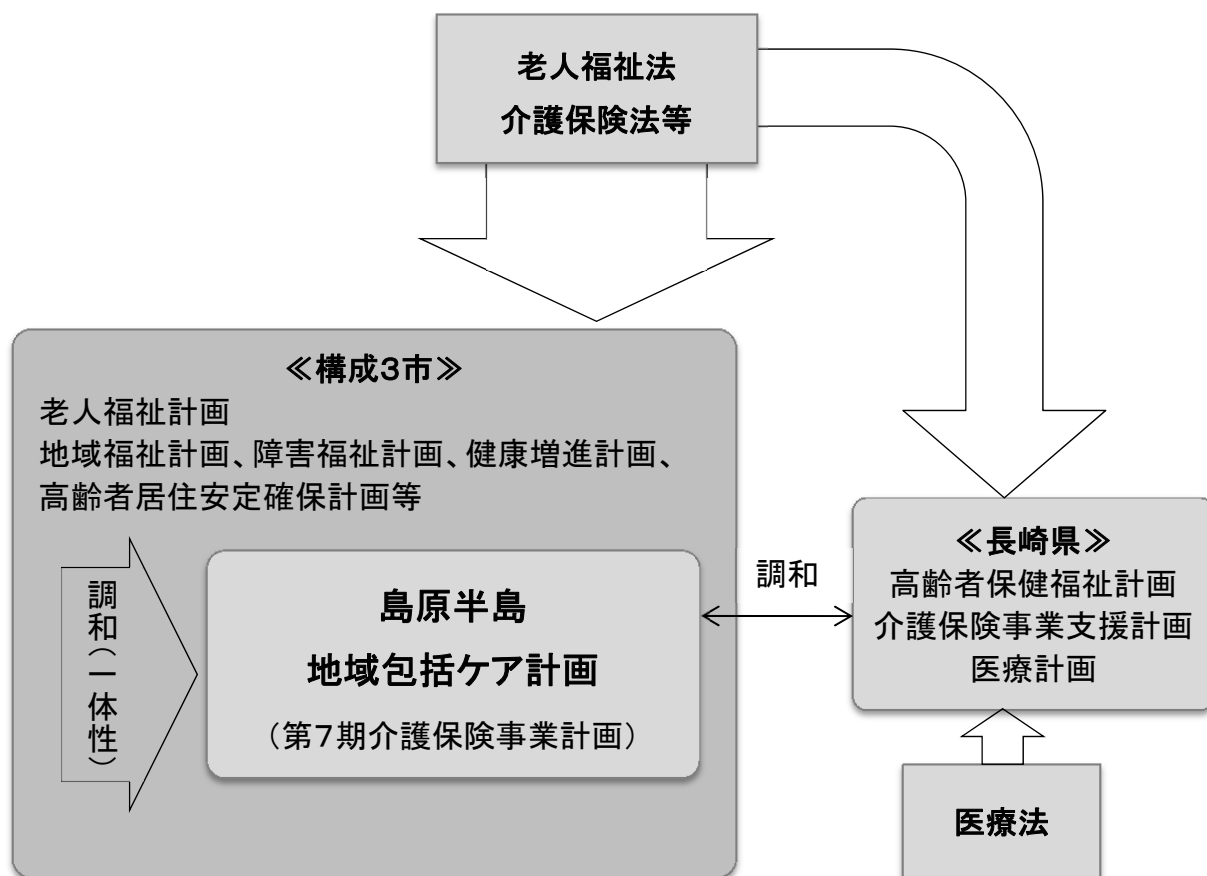 老人福祉法
介護保険法等
≪構成3市≫
老人福祉計画
地域福祉計画、障害福祉計画、健康増進計画、
高齢者居住安定確保計画等
調和(一体性)
島原半島
地域包括ケア計画
(第7期介護保険事業計画)
調和
≪長崎県≫
高齢者保健福祉計画
介護保険事業支援計画
医療計画
医療法